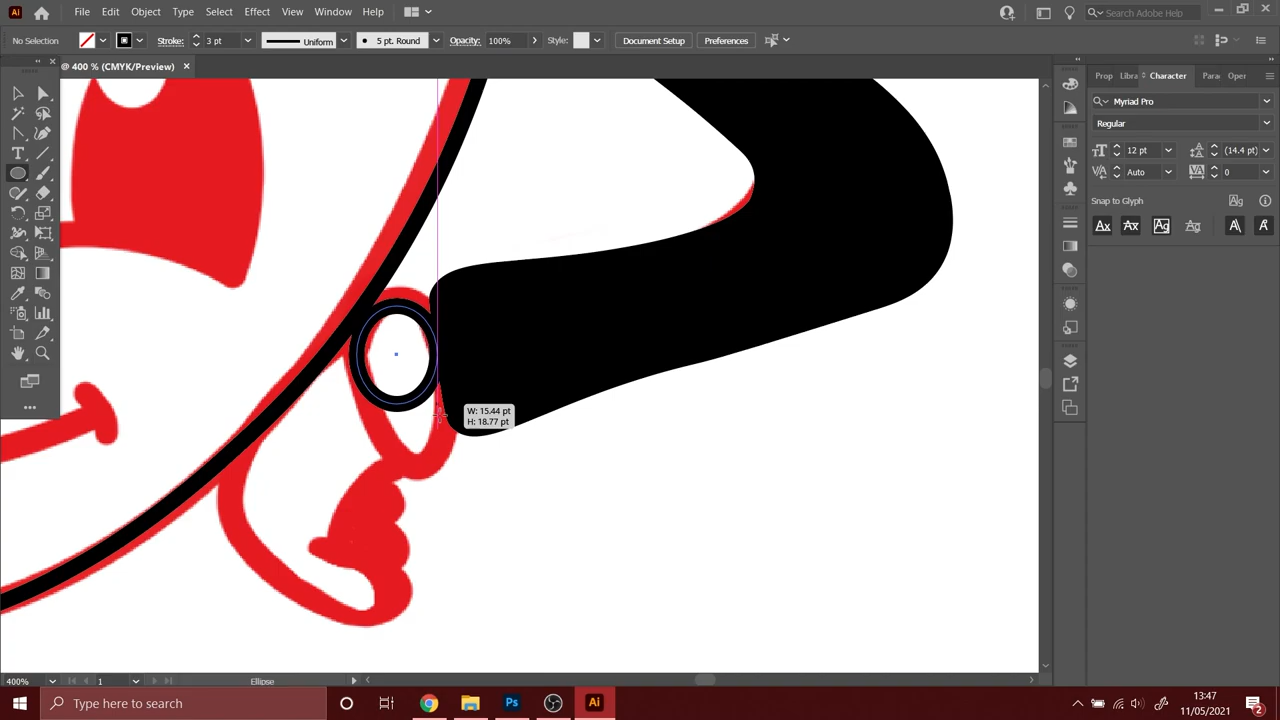 Ai File Edit Object Type Select Effect View Window Help Search Adobe Help
No Selection Stroke: 3 pt Uniform 5 pt. Round Opacity: 100% Style: Document Setup Preferences
@ 400 % (CMYK/Preview) ×
Prop Libra Character Para Oper
Myriad Pro
Regular
12 pt (14.4 pt)
Auto 0
Snap to Glyph
W: 15.44 pt
H: 18.77 pt
400% 1 Ellipse
Type here to search
Ps Ai
13:47
11/05/2021
2